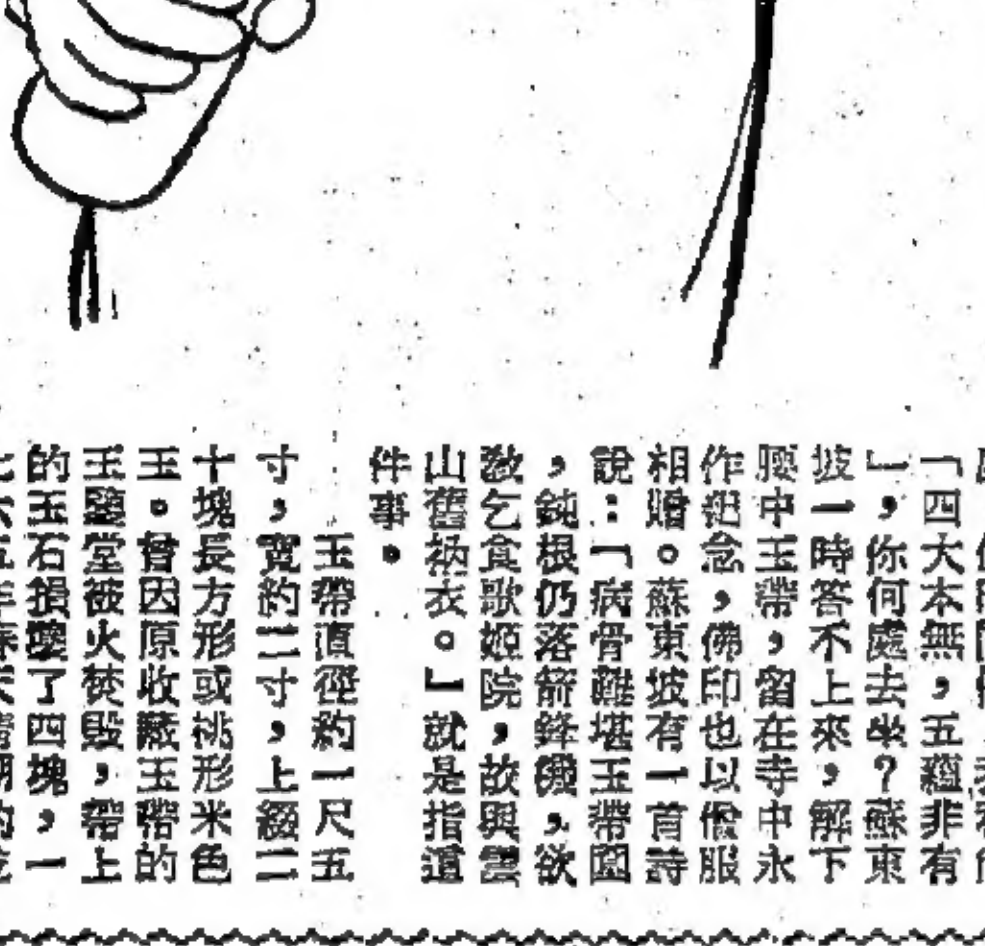 「四大本無，五蘊非有
」，你何處去坐？蘇東
坡一時答不上來，解下
腰中玉帶，留在寺中永
作紀念，佛印也以僧服
相贈。蘇東坡有一首詩
說：「病骨難堪玉帶圍
，鈍根仍落箭鋒機，欲
教乞食歌姬院，故與雲
山舊衲衣。」就是指這
件事。
玉帶直徑約一尺五
寸，寬約二寸，上綴二
十塊長方形或桃形米色
玉。曾因原收藏玉帶的
玉鑒堂被火焚毀，帶上
的玉石損壞了四塊，一